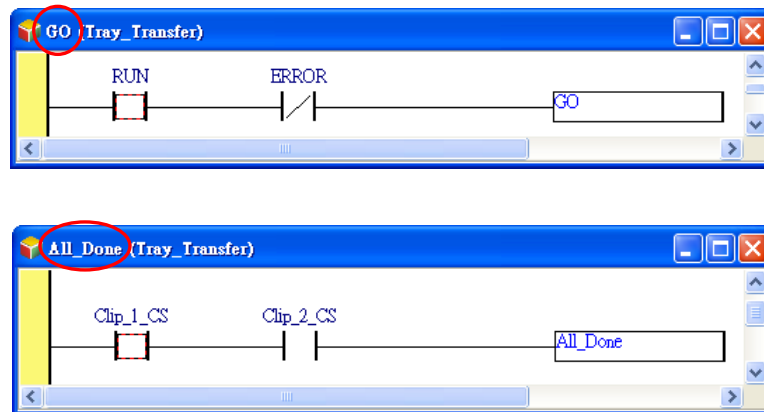 GO (Tray_Transfer)
RUN ERROR
GO
All_Done (Tray_Transfer)
Clip_1_CS Clip_2_CS
All_Done